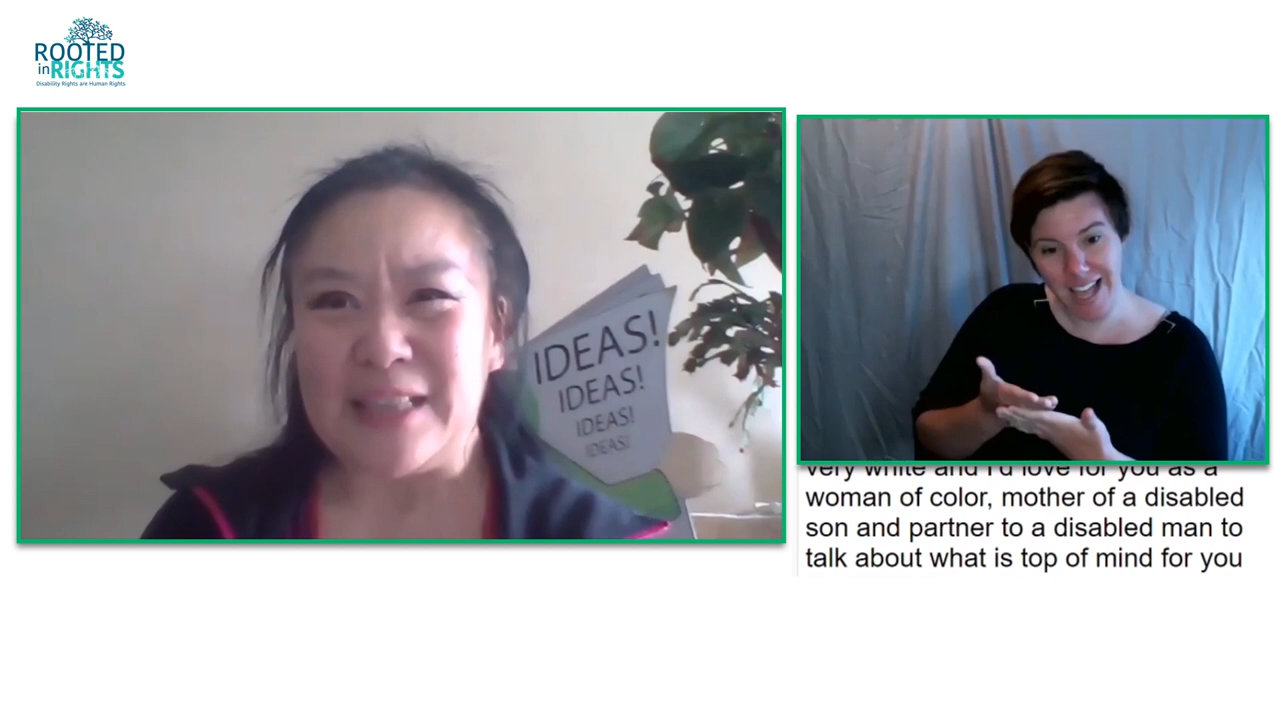 ROOTED
in RIGHTS
Disability Rights are Human Rights
IDEAS!
IDEAS!
IDEAS!
IDEAS!
very white and I'd love for you as a
woman of color, mother of a disabled
son and partner to a disabled man to
talk about what is top of mind for you